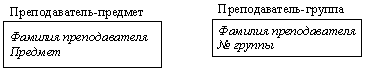 Преподаватель-предмет
Фамилия преподавателя
Предмет
Преподаватель-группа
Фамилия преподавателя
№ группы